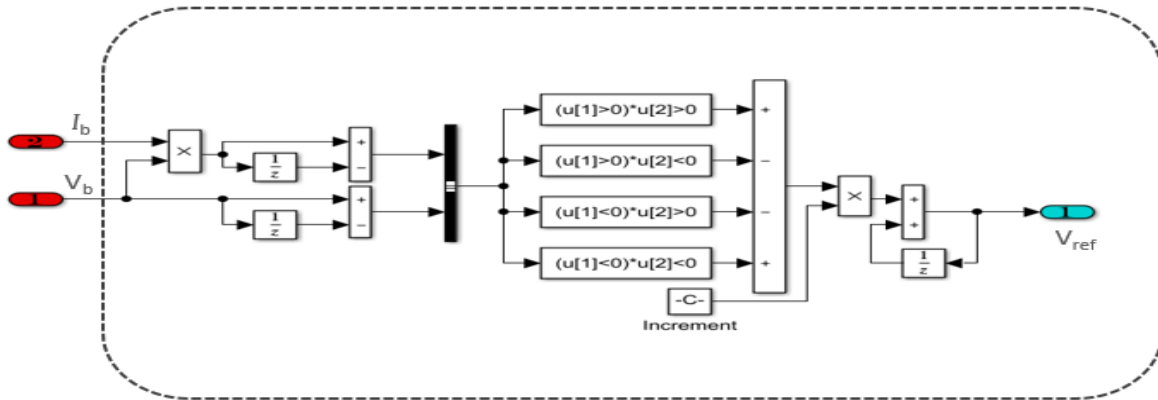 I_b
2
V_b
1
×
1/z
1/z
+
−
+
−
(u[1]>0)*u[2]>0
(u[1]>0)*u[2]<0
(u[1]<0)*u[2]>0
(u[1]<0)*u[2]<0
+
−
−
+
-C-
Increment
×
+
+
1/z
1
V_ref